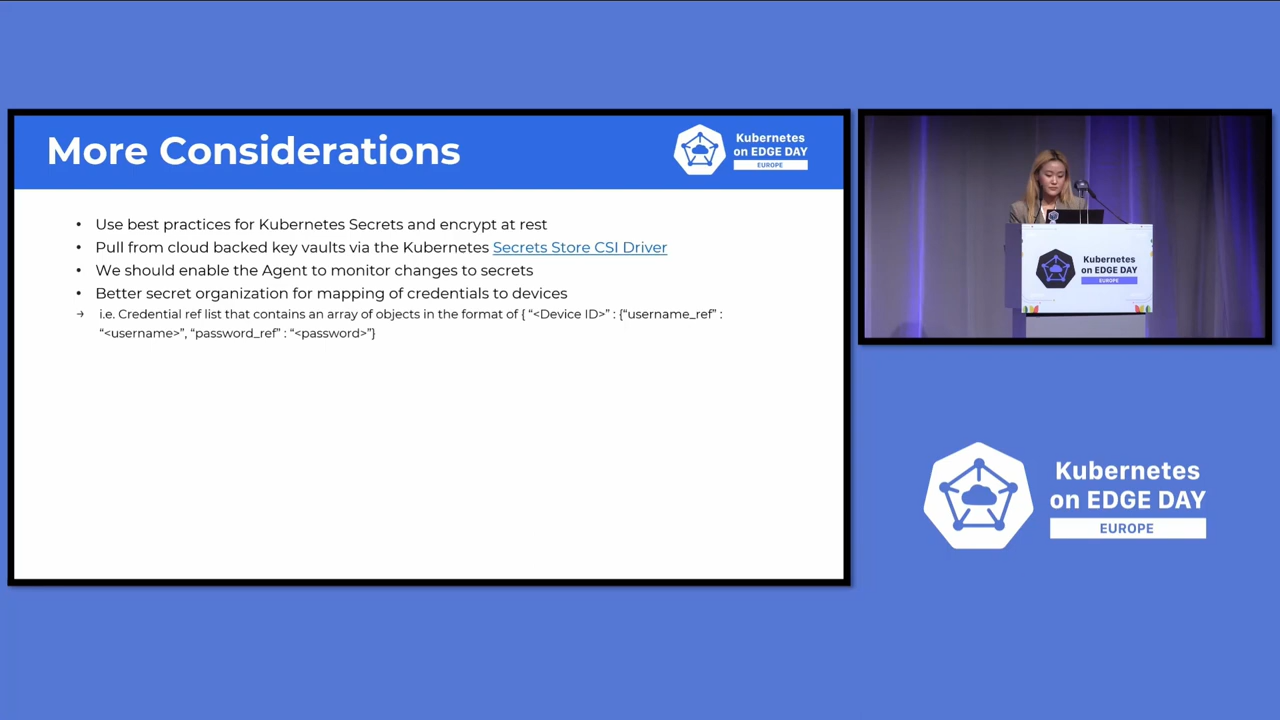 More Considerations
Kubernetes
on EDGE DAY
EUROPE
• Use best practices for Kubernetes Secrets and encrypt at rest
• Pull from cloud backed key vaults via the Kubernetes Secrets Store CSI Driver
• We should enable the Agent to monitor changes to secrets
• Better secret organization for mapping of credentials to devices
→ i.e. Credential ref list that contains an array of objects in the format of { “<Device ID>” : {“username_ref” :
“<username>”, “password_ref” : “<password>”}
Kubernetes
on EDGE DAY
EUROPE
Kubernetes
on EDGE DAY
EUROPE